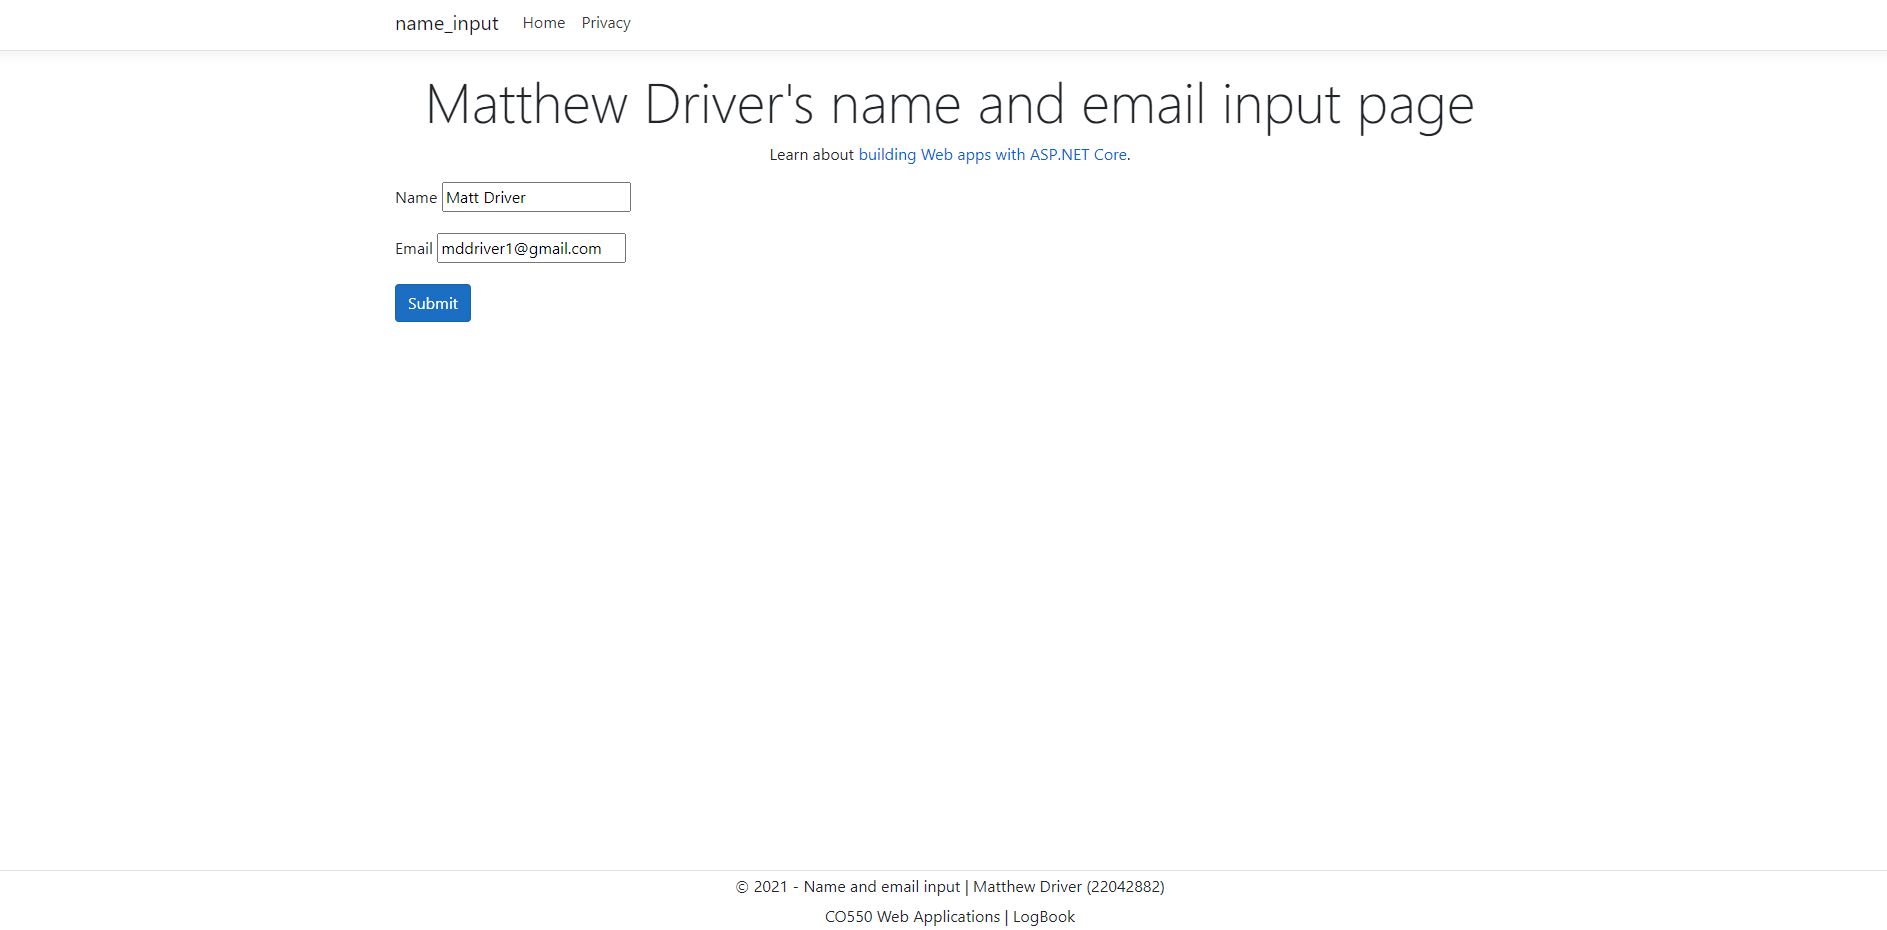 name_input Home Privacy
Matthew Driver's name and email input page
Learn about building Web apps with ASP.NET Core.
Name Matt Driver
Email mddriver1@gmail.com
Submit
© 2021 - Name and email input | Matthew Driver (22042882)
CO550 Web Applications | LogBook